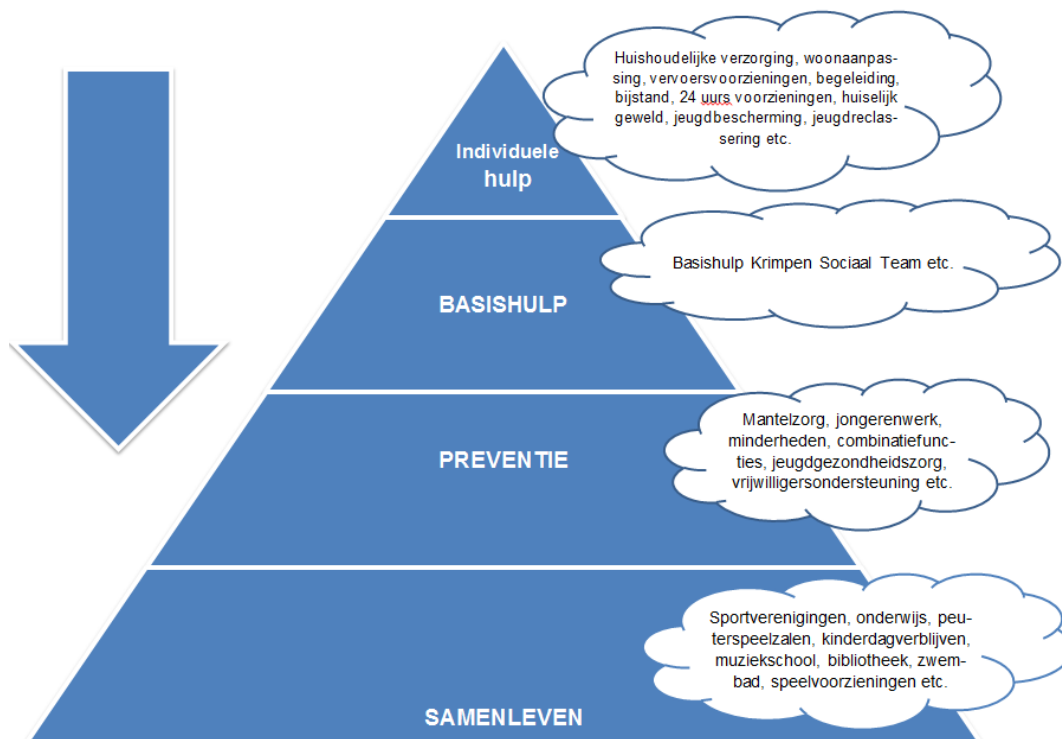 Huishoudelijke verzorging, woonaanpas-
sing, vervoersvoorzieningen, begeleiding,
bijstand, 24 uurs voorzieningen, huiselijk
geweld, jeugdbescherming, jeugdreclas-
sering etc.
Individuele
hulp
Basishulp Krimpen Sociaal Team etc.
BASISHULP
Mantelzorg, jongerenwerk,
minderheden, combinatiefunc-
ties, jeugdgezondheidszorg,
vrijwilligersondersteuning etc.
PREVENTIE
Sportverenigingen, onderwijs, peu-
terspeelzalen, kinderdagverblijven,
muziekschool, bibliotheek, zwem-
bad, speelvoorzieningen etc.
SAMENLEVEN